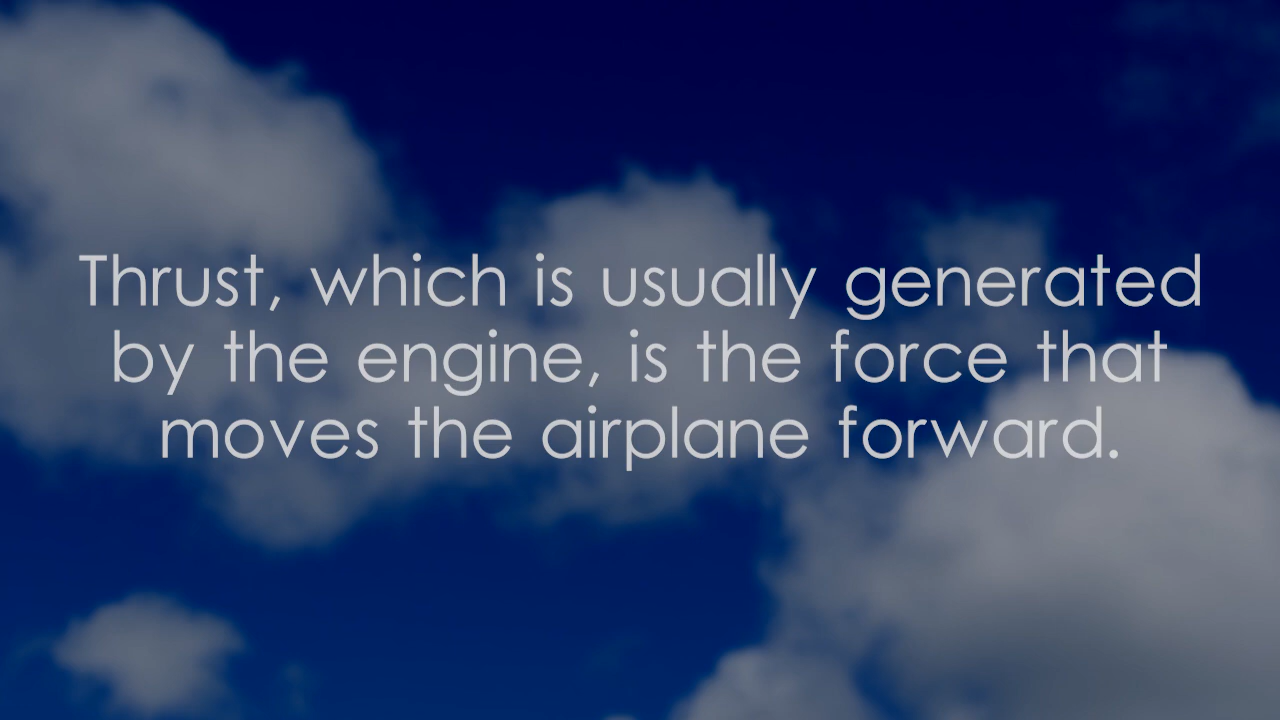 Thrust, which is usually generated
by the engine, is the force that
moves the airplane forward.